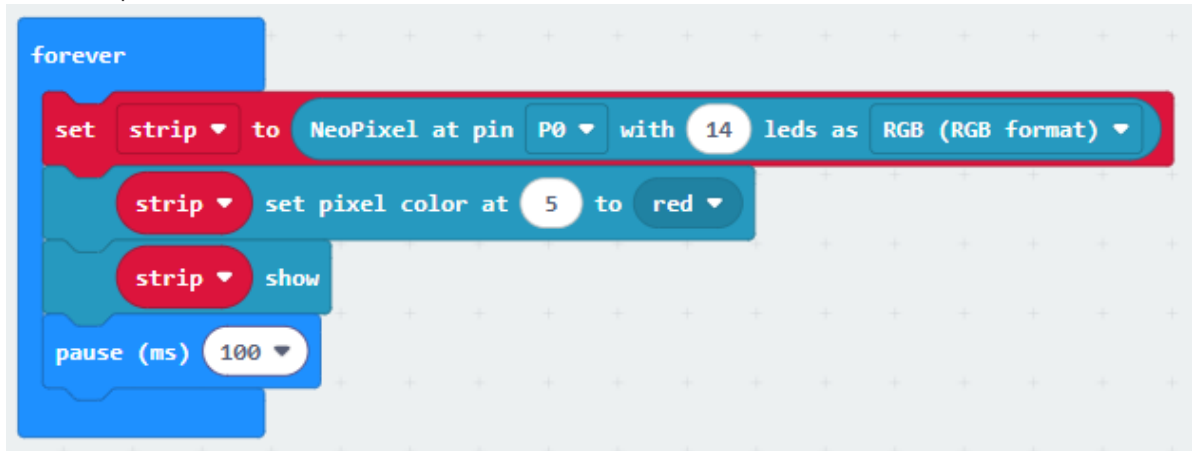 forever
set strip to NeoPixel at pin P0 with 14 leds as RGB (RGB format)
strip set pixel color at 5 to red
strip show
pause (ms) 100